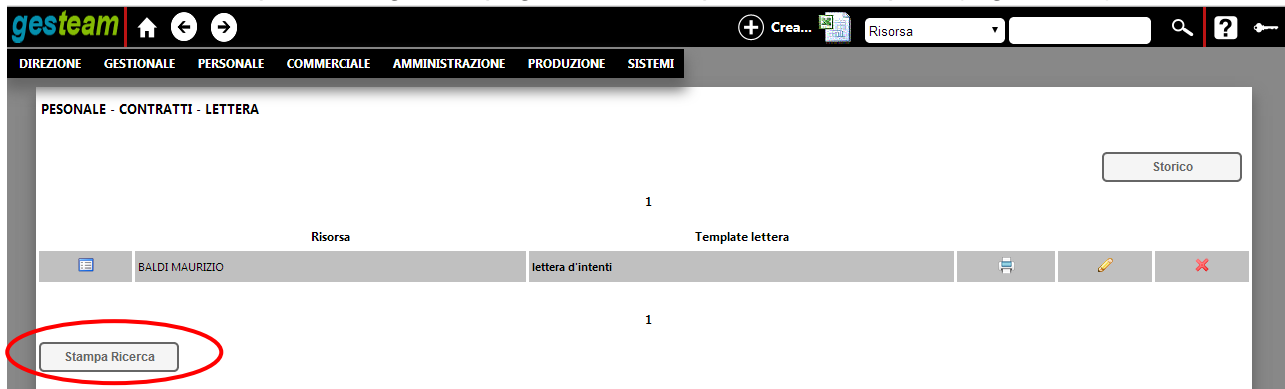 gesteam Crea... Risorsa ?
DIREZIONE GESTIONALE PERSONALE COMMERCIALE AMMINISTRAZIONE PRODUZIONE SISTEMI
PESONALE - CONTRATTI - LETTERA
Storico
1
Risorsa Template lettera
BALDI MAURIZIO lettera d'intenti
1
Stampa Ricerca